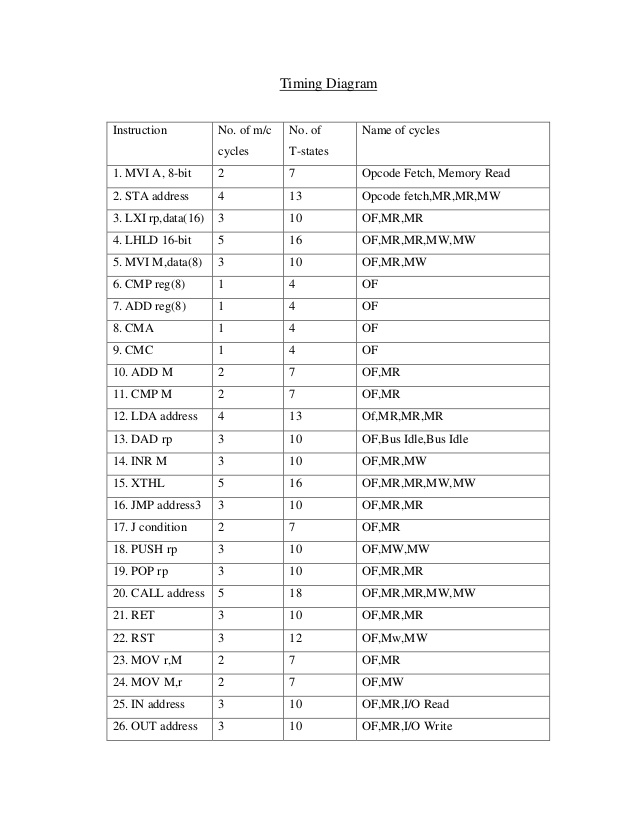 Timing Diagram
Instruction No. of m/c cycles No. of T-states Name of cycles
1. MVI A, 8-bit 2 7 Opcode Fetch, Memory Read
2. STA address 4 13 Opcode fetch,MR,MR,MW
3. LXI rp,data(16) 3 10 OF,MR,MR
4. LHLD 16-bit 5 16 OF,MR,MR,MW,MW
5. MVI M,data(8) 3 10 OF,MR,MW
6. CMP reg(8) 1 4 OF
7. ADD reg(8) 1 4 OF
8. CMA 1 4 OF
9. CMC 1 4 OF
10. ADD M 2 7 OF,MR
11. CMP M 2 7 OF,MR
12. LDA address 4 13 Of,MR,MR,MR
13. DAD rp 3 10 OF,Bus Idle,Bus Idle
14. INR M 3 10 OF,MR,MW
15. XTHL 5 16 OF,MR,MR,MW,MW
16. JMP address3 3 10 OF,MR,MR
17. J condition 2 7 OF,MR
18. PUSH rp 3 10 OF,MW,MW
19. POP rp 3 10 OF,MR,MR
20. CALL address 5 18 OF,MR,MR,MW,MW
21. RET 3 10 OF,MR,MR
22. RST 3 12 OF,Mw,MW
23. MOV r,M 2 7 OF,MR
24. MOV M,r 2 7 OF,MW
25. IN address 3 10 OF,MR,I/O Read
26. OUT address 3 10 OF,MR,I/O Write